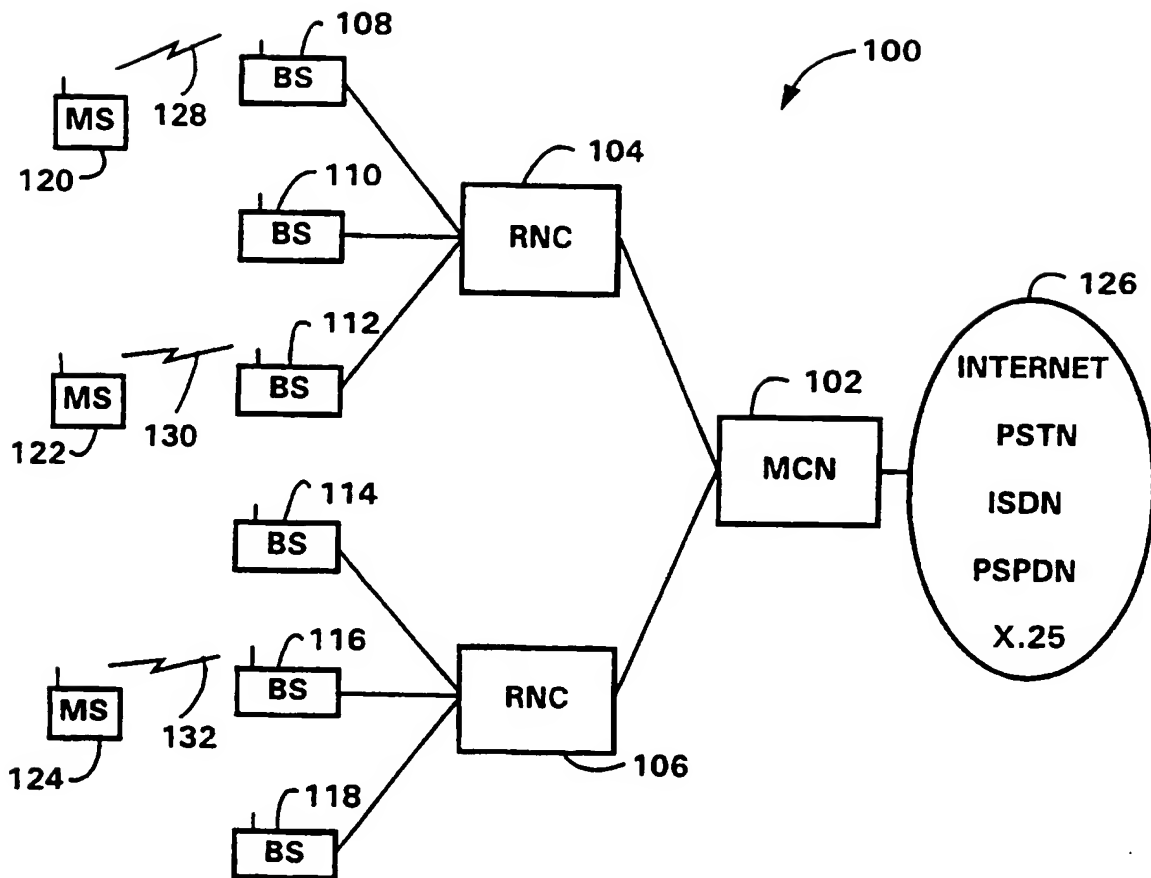 108
BS
100
128
MS
120
104
110
BS
RNC
126
112
BS
INTERNET
102
MS
130
122
PSTN
MCN
114
ISDN
BS
PSPDN
116
X.25
BS
RNC
MS
132
124
106
118
BS